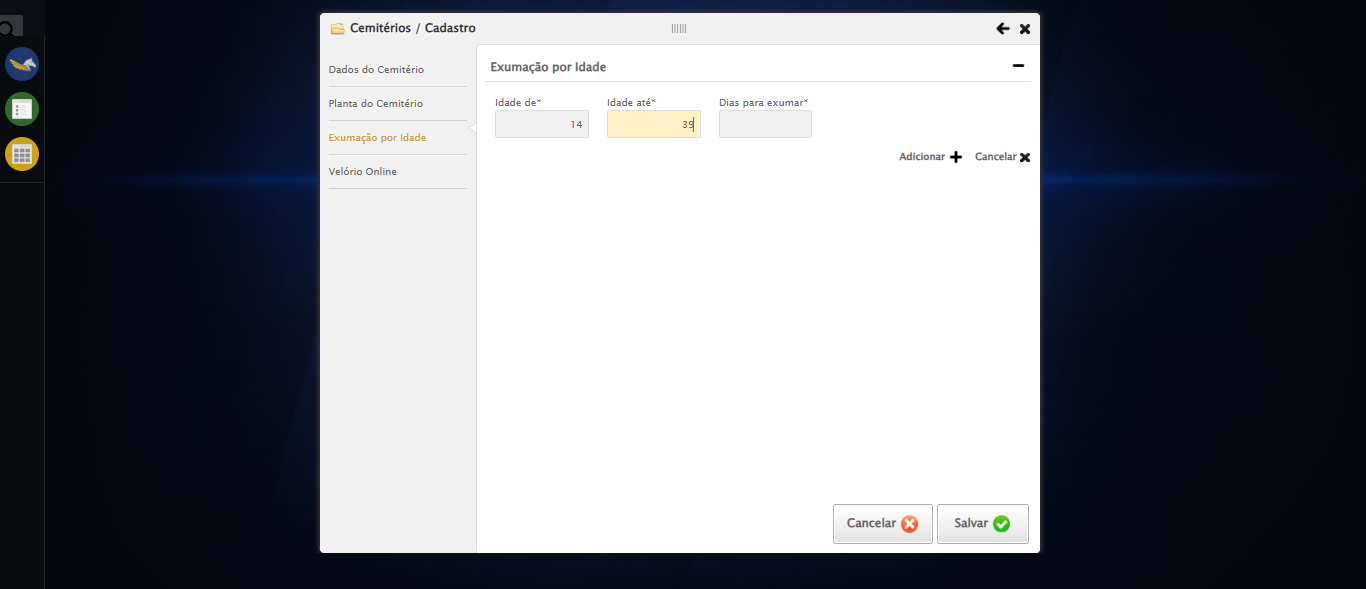 Cemitérios / Cadastro
Dados do Cemitério
Planta do Cemitério
Exumação por Idade
Velório Online
Exumação por Idade
Idade de* Idade até* Dias para exumar*
14 39
Adicionar Cancelar
Cancelar Salvar